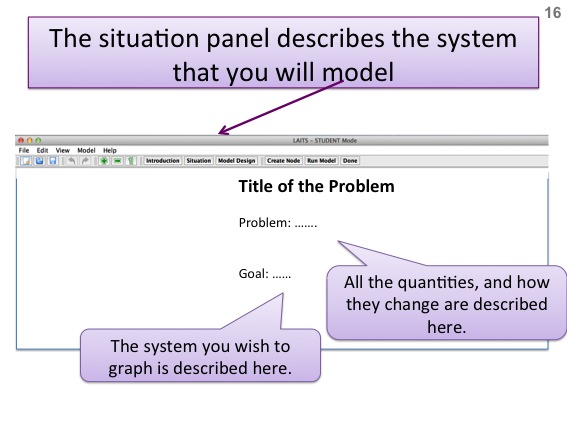 16
The situation panel describes the system
that you will model
LAITS – STUDENT Mode
File Edit View Model Help
Introduction Situation Model Design Create Node Run Model Done
Title of the Problem
Problem: .......
Goal: ......
All the quantities, and how
they change are described
here.
The system you wish to
graph is described here.